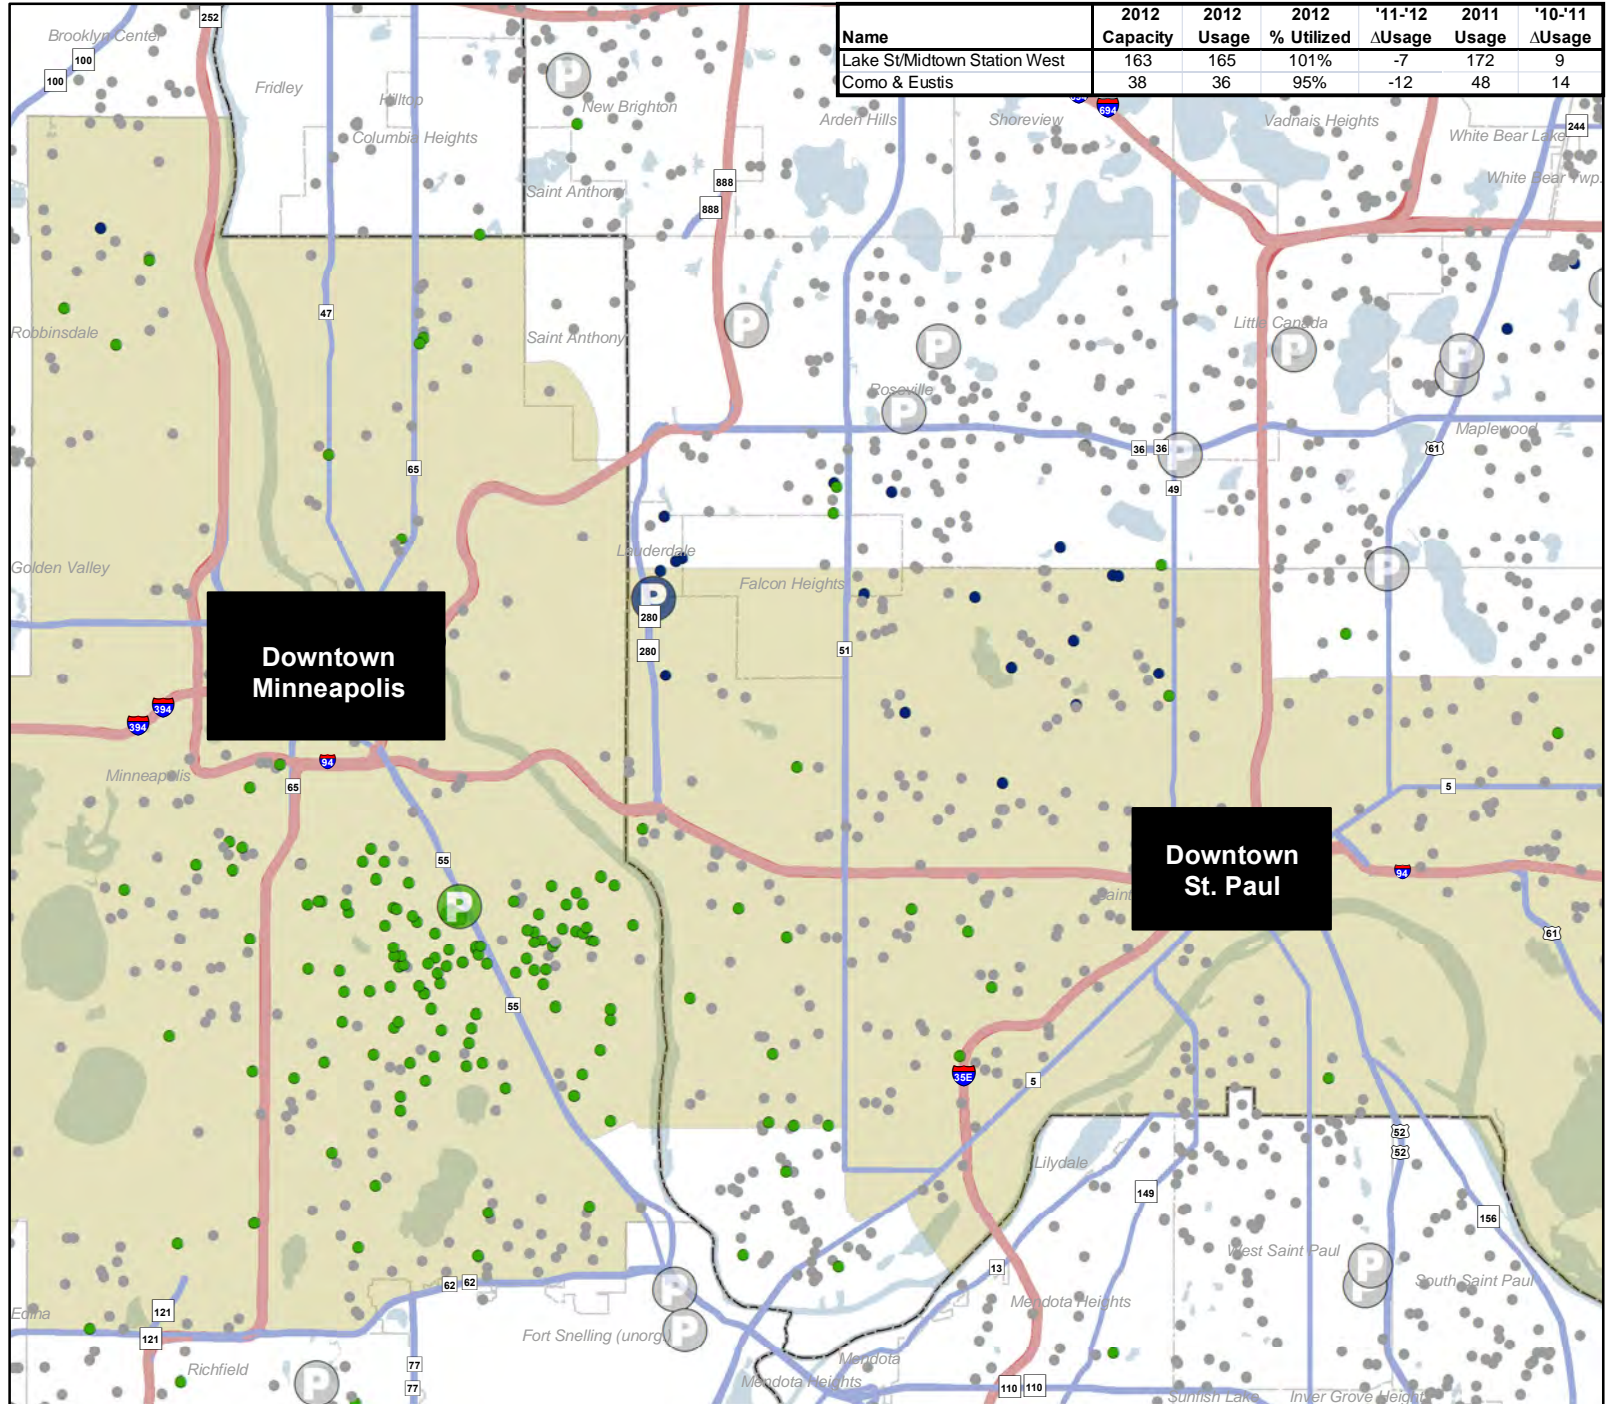 Name 2012 Capacity 2012 Usage 2012 % Utilized '11-'12 ΔUsage 2011 Usage '10-'11 ΔUsage
Lake St/Midtown Station West 163 165 101% -7 172 9
Como & Eustis 38 36 95% -12 48 14
252
Brooklyn Center
100
100
Fridley
Hilltop
Columbia Heights
P
New Brighton
Arden Hills
Shoreview
694
Vadnais Heights
White Bear Lake
244
White Bear Twp.
Saint Anthony
888
888
47
Robbinsdale
Saint Anthony
P
P
Roseville
P
Little Canada
P
P
P
Maplewood
61
65
36
36
P
49
Golden Valley
Lauderdale
P
280
280
Falcon Heights
51
P
Downtown
Minneapolis
394
394
94
Minneapolis
65
5
55
P
Downtown
St. Paul
94
61
55
35E
5
52
52
Lilydale
149
156
West Saint Paul
P
P
South Saint Paul
13
Mendota Heights
62
62
P
P
Fort Snelling (unorg.)
Edina
121
121
Richfield
P
77
77
Mendota
Mendota Heights
110
110
Sunfish Lake
Inver Grove Heights